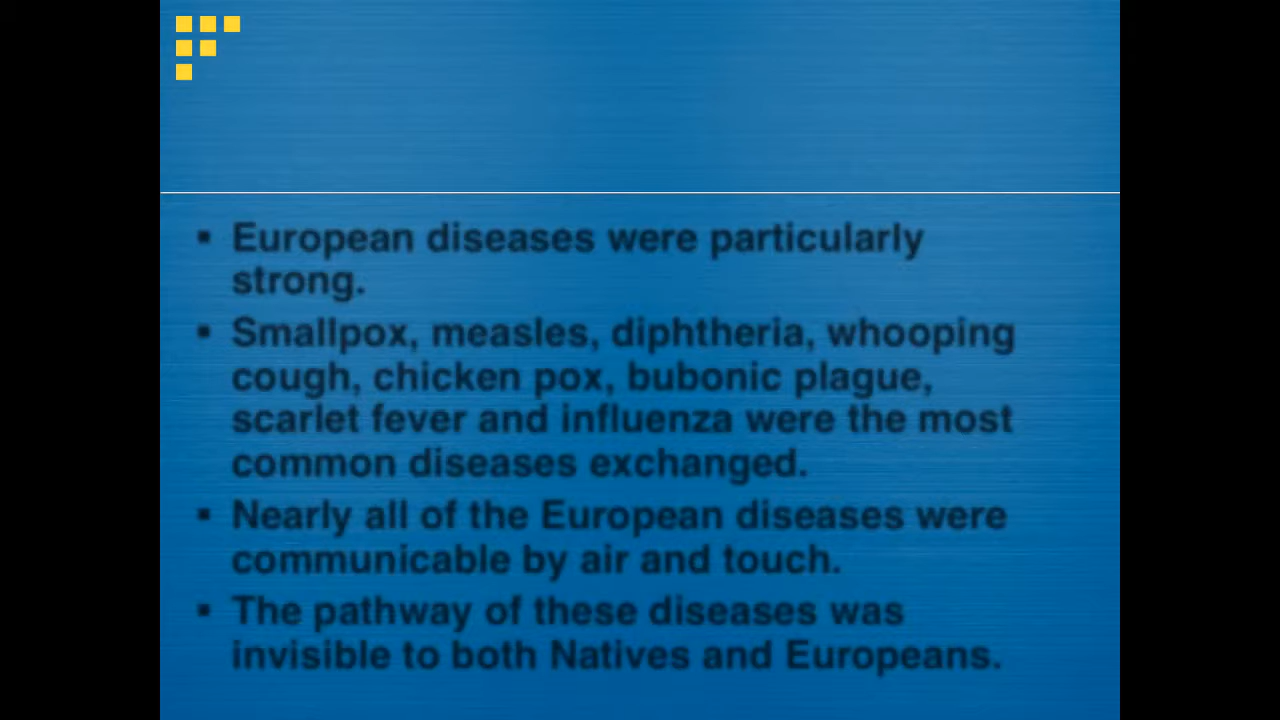 ▪ European diseases were particularly
strong.
▪ Smallpox, measles, diphtheria, whooping
cough, chicken pox, bubonic plague,
scarlet fever and influenza were the most
common diseases exchanged.
▪ Nearly all of the European diseases were
communicable by air and touch.
▪ The pathway of these diseases was
invisible to both Natives and Europeans.